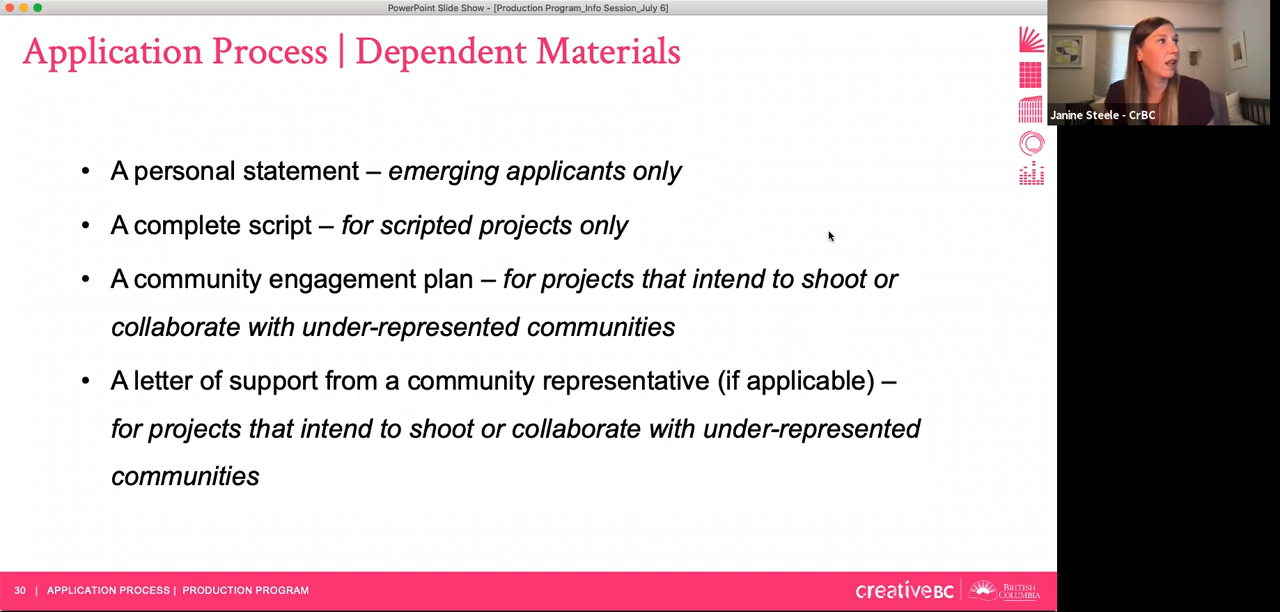 PowerPoint Slide Show - [Production Program_Info Session_July 6]
Application Process | Dependent Materials
Janine Steele - CrBC
• A personal statement – emerging applicants only
• A complete script – for scripted projects only
• A community engagement plan – for projects that intend to shoot or
collaborate with under-represented communities
• A letter of support from a community representative (if applicable) –
for projects that intend to shoot or collaborate with under-represented
communities
30 | APPLICATION PROCESS | PRODUCTION PROGRAM
creativeBC
BRITISH
COLUMBIA